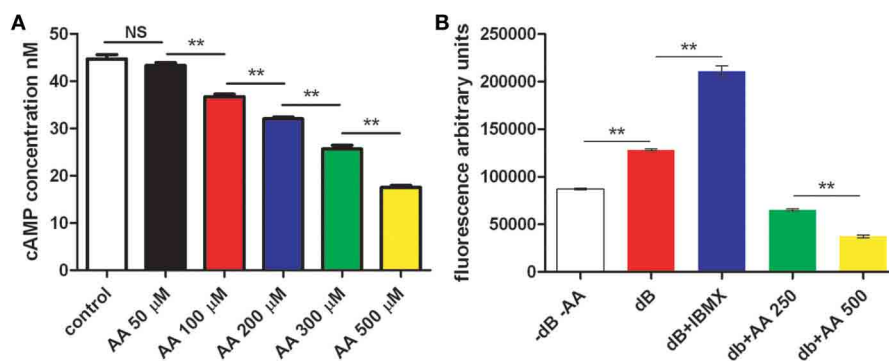 A
cAMP concentration nM
50
40
30
20
10
0
NS
**
**
**
**
control
AA 50 µM
AA 100 µM
AA 200 µM
AA 300 µM
AA 500 µM
B
fluorescence arbitrary units
250000
200000
150000
100000
50000
0
**
**
**
-dB -AA
dB
dB+IBMX
db+AA 250
db+AA 500